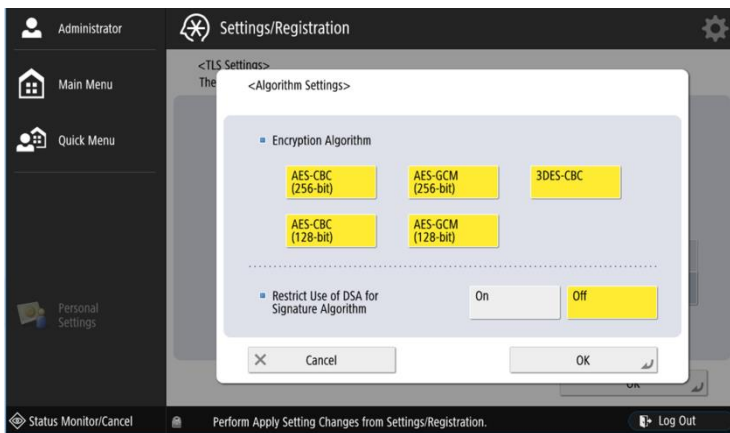 Administrator
Settings/Registration
<TLS Settings>
The
<Algorithm Settings>
Main Menu
Quick Menu
Encryption Algorithm
AES-CBC
(256-bit)
AES-GCM
(256-bit)
3DES-CBC
AES-CBC
(128-bit)
AES-GCM
(128-bit)
Restrict Use of DSA for
Signature Algorithm
On
Off
Personal
Settings
Cancel
OK
OK
Status Monitor/Cancel
Perform Apply Setting Changes from Settings/Registration.
Log Out